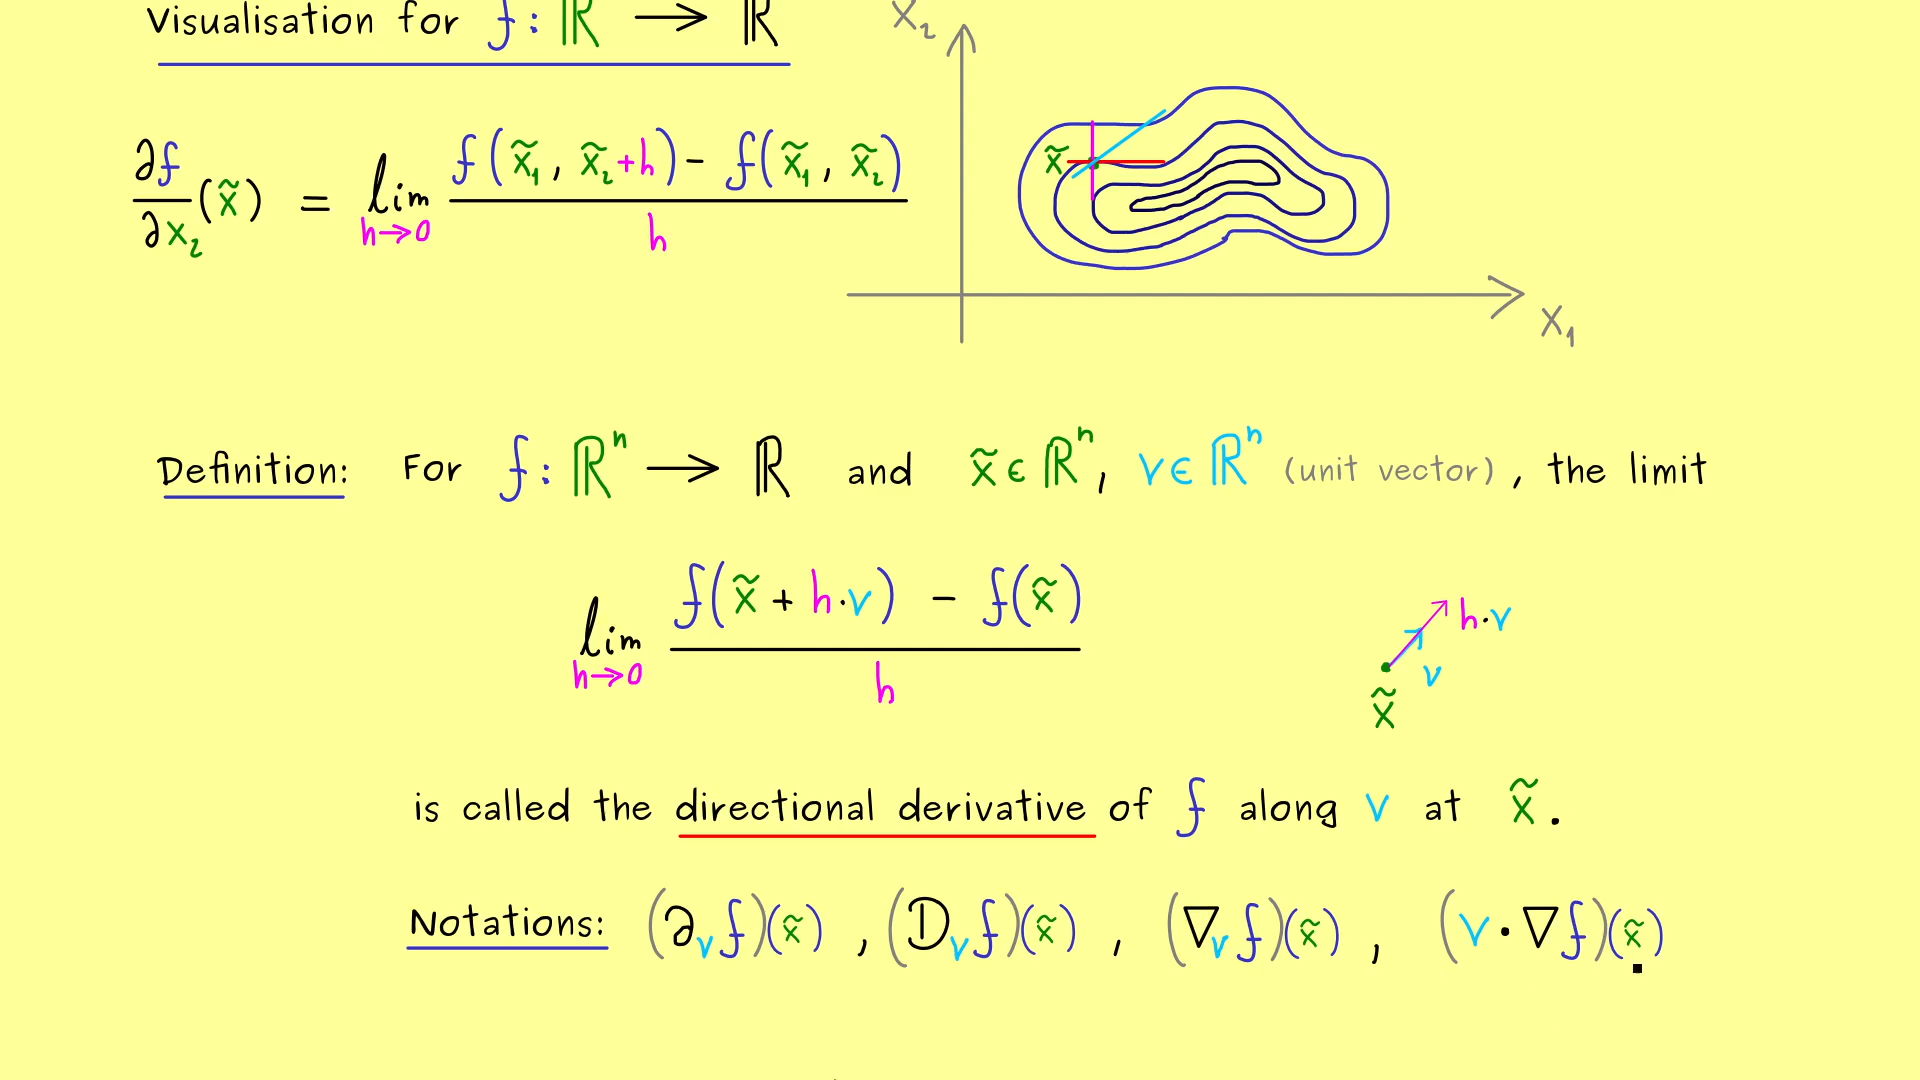 Visualisation for f: ℝ → ℝ
x₂
∂f/∂x₂ (x̃) = lim_{h→0} (f(x̃₁, x̃₂+h) - f(x̃₁, x̃₂))/h
x̃
x₁
Definition: For f: ℝⁿ → ℝ and x̃ ∈ ℝⁿ, v ∈ ℝⁿ (unit vector), the limit
lim_{h→0} (f(x̃ + h·v) - f(x̃))/h
h·v
v
x̃
is called the directional derivative of f along v at x̃.
Notations: (∂ᵥf)(x̃), (Dᵥf)(x̃), (∇ᵥf)(x̃), (v·∇f)(x̃)